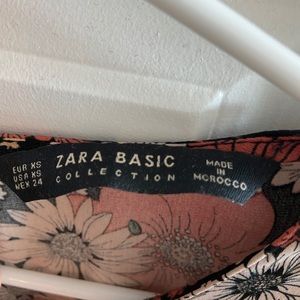 EUR XS
USA XS
MEX 24
ZARA BASIC
COLLECTION
MADE
IN
MOROCCO